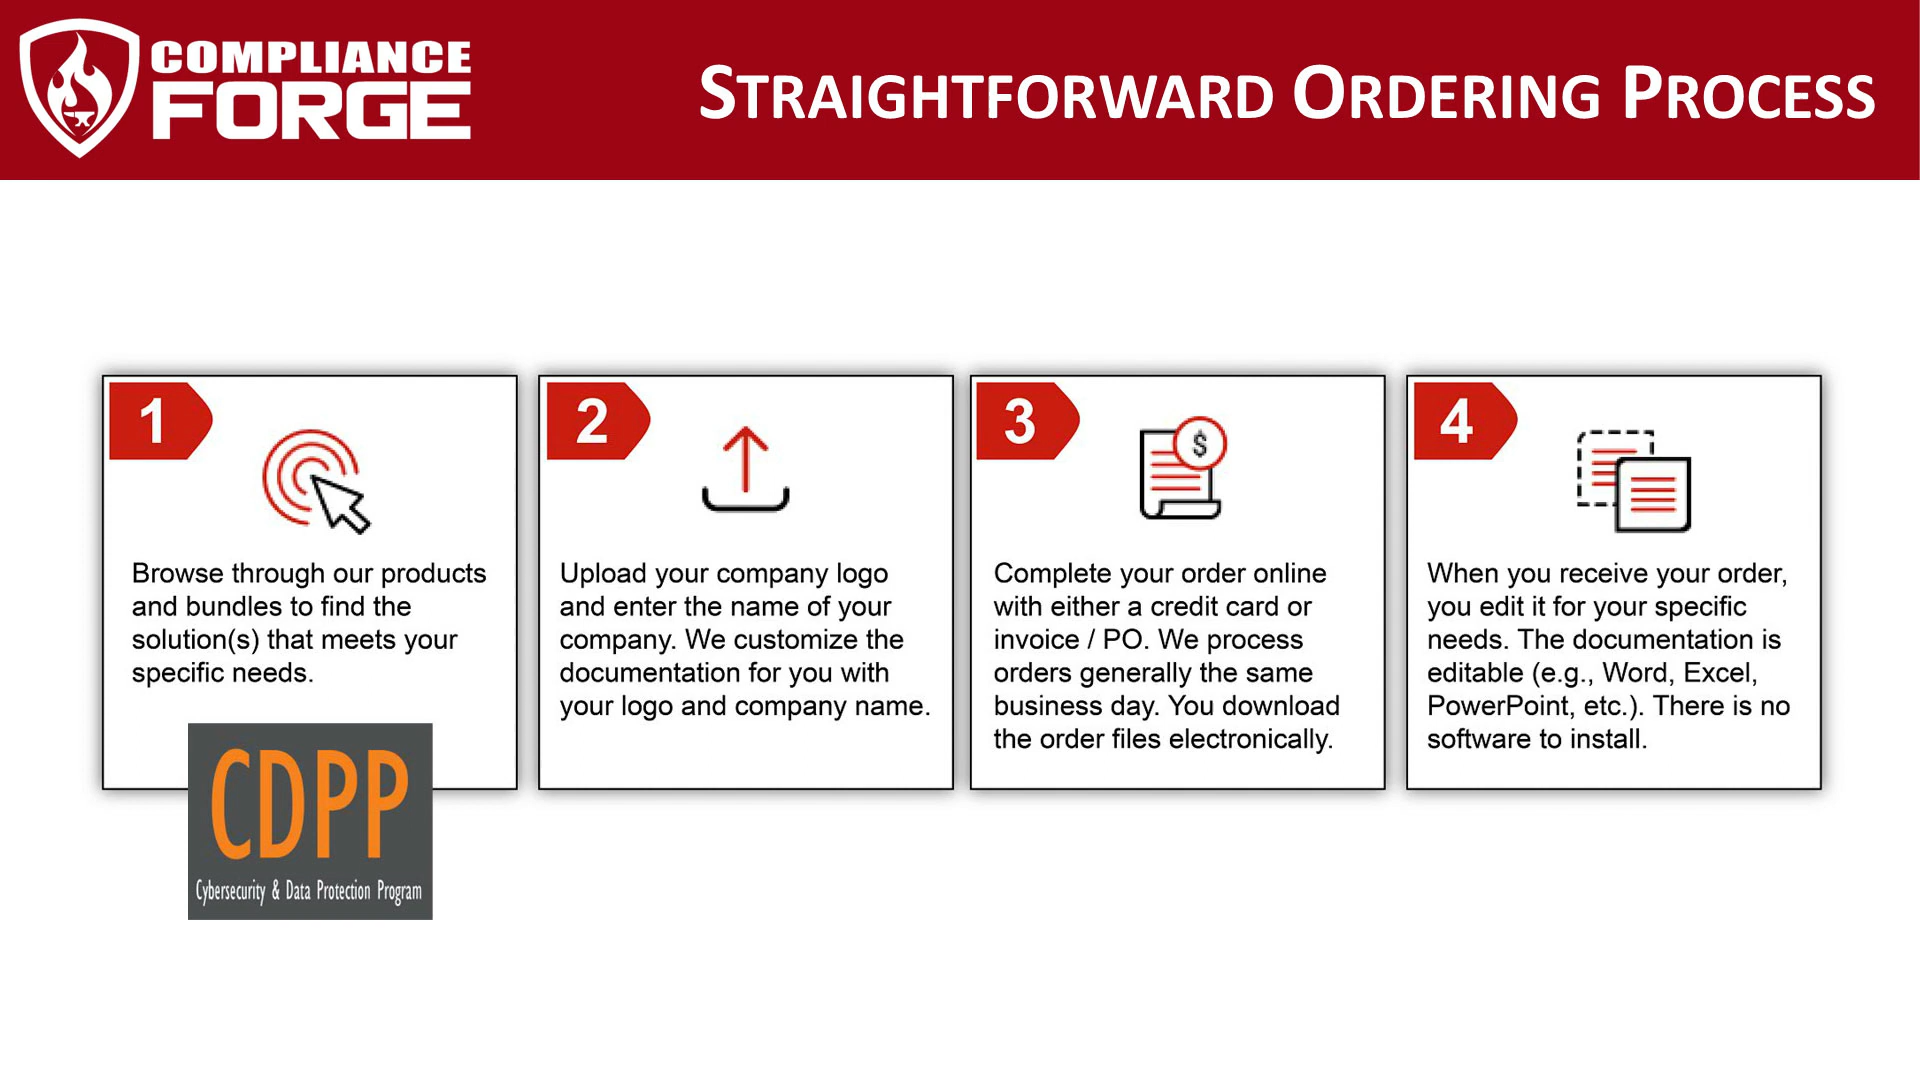 COMPLIANCE
FORGE
STRAIGHTFORWARD ORDERING PROCESS
1
Browse through our products
and bundles to find the
solution(s) that meets your
specific needs.
CDPP
Cybersecurity & Data Protection Program
2
Upload your company logo
and enter the name of your
company. We customize the
documentation for you with
your logo and company name.
3
$
Complete your order online
with either a credit card or
invoice / PO. We process
orders generally the same
business day. You download
the order files electronically.
4
When you receive your order,
you edit it for your specific
needs. The documentation is
editable (e.g., Word, Excel,
PowerPoint, etc.). There is no
software to install.